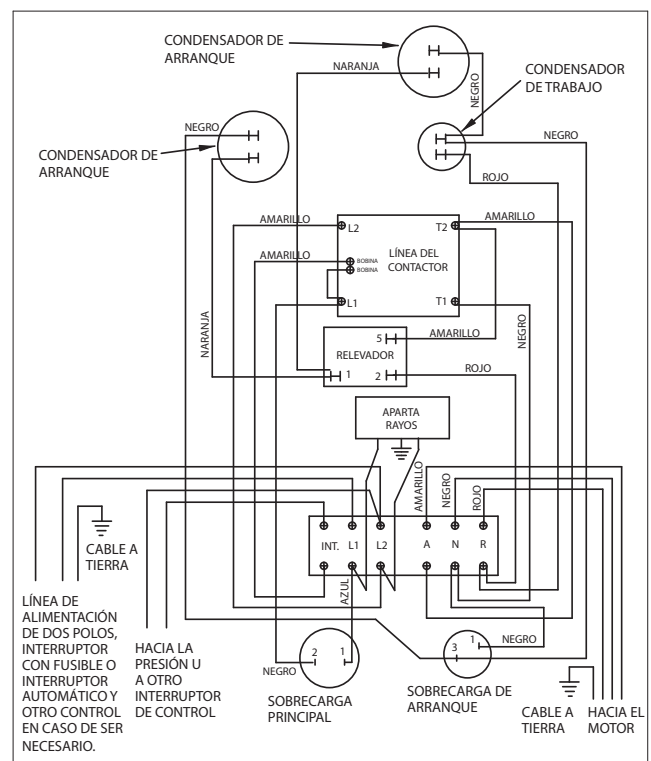 CONDENSADOR DE
ARRANQUE
NARANJA
NEGRO
CONDENSADOR
DE TRABAJO
NEGRO
CONDENSADOR DE
ARRANQUE
NEGRO
ROJO
AMARILLO
L2
T2
AMARILLO
AMARILLO
BOBINA
BOBINA
LÍNEA DEL
CONTACTOR
L1
T1
NARANJA
NEGRO
5
AMARILLO
RELEVADOR
1
2
ROJO
APARTA
RAYOS
AMARILLO
NEGRO
ROJO
INT.
L1
L2
A
N
R
CABLE A
TIERRA
AZUL
LÍNEA DE
ALIMENTACIÓN
DE DOS POLOS,
INTERRUPTOR
CON FUSIBLE O
INTERRUPTOR
AUTOMÁTICO Y
OTRO CONTROL
EN CASO DE SER
NECESARIO.
HACIA LA
PRESIÓN U
A OTRO
INTERRUPTOR
DE CONTROL
2
1
NEGRO
SOBRECARGA
PRINCIPAL
3
1
NEGRO
SOBRECARGA DE
ARRANQUE
CABLE A
TIERRA
HACIA EL
MOTOR